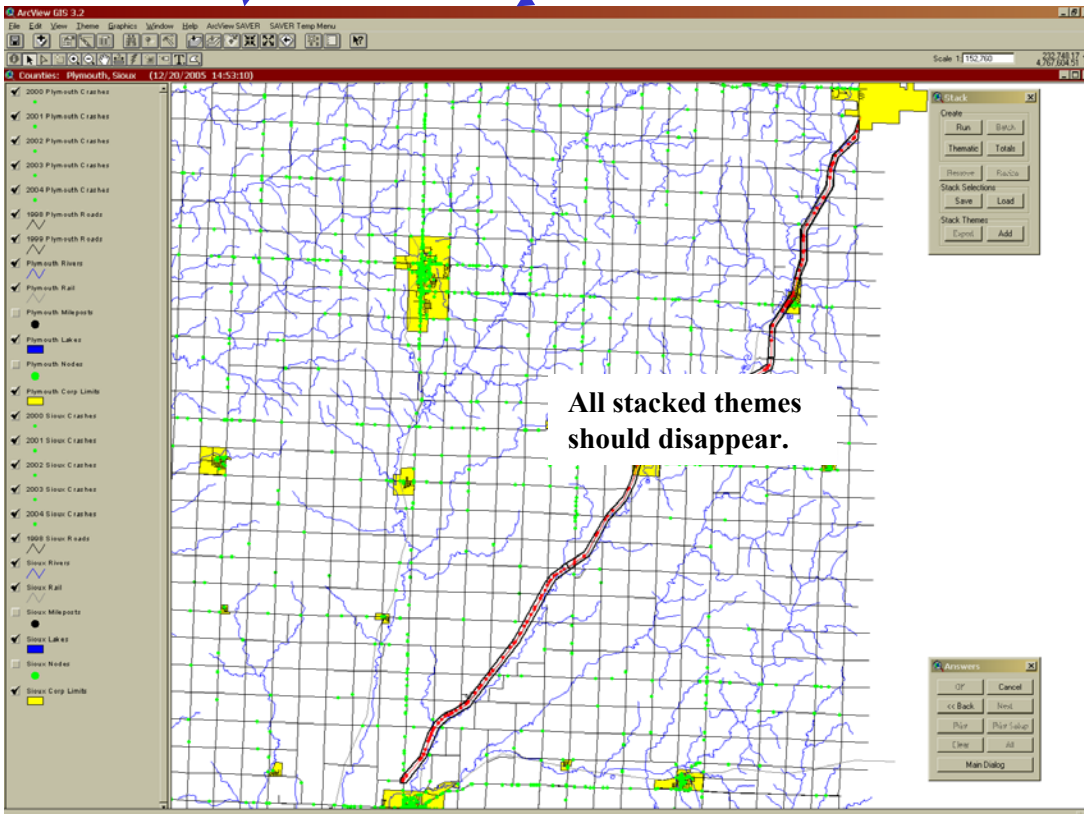 ArcView GIS 3.2
File Edit View Theme Graphics Window Help ArcView SAVER SAVER Temp Menu
Scale 1: 152,760
232,748.17
4,767,604.51
Counties: Plymouth, Sioux (12/20/2005 14:53:10)
2000 Plymouth Crashes
2001 Plymouth Crashes
2002 Plymouth Crashes
2003 Plymouth Crashes
2004 Plymouth Crashes
1998 Plymouth Roads
1999 Plymouth Roads
Plymouth Rivers
Plymouth Rail
Plymouth Mileposts
Plymouth Lakes
Plymouth Nodes
Plymouth Corp Limits
2000 Sioux Crashes
2001 Sioux Crashes
2002 Sioux Crashes
2003 Sioux Crashes
2004 Sioux Crashes
1998 Sioux Roads
Sioux Rivers
Sioux Rail
Sioux Mileposts
Sioux Lakes
Sioux Nodes
Sioux Corp Limits
All stacked themes
should disappear.
Stack
Create
Run Batch
Thematic Totals
Remove Resize
Stack Selections
Save Load
Stack Themes
Export Add
Answers
Cancel
<< Back Next
Print Print Setup
Clear All
Main Dialog